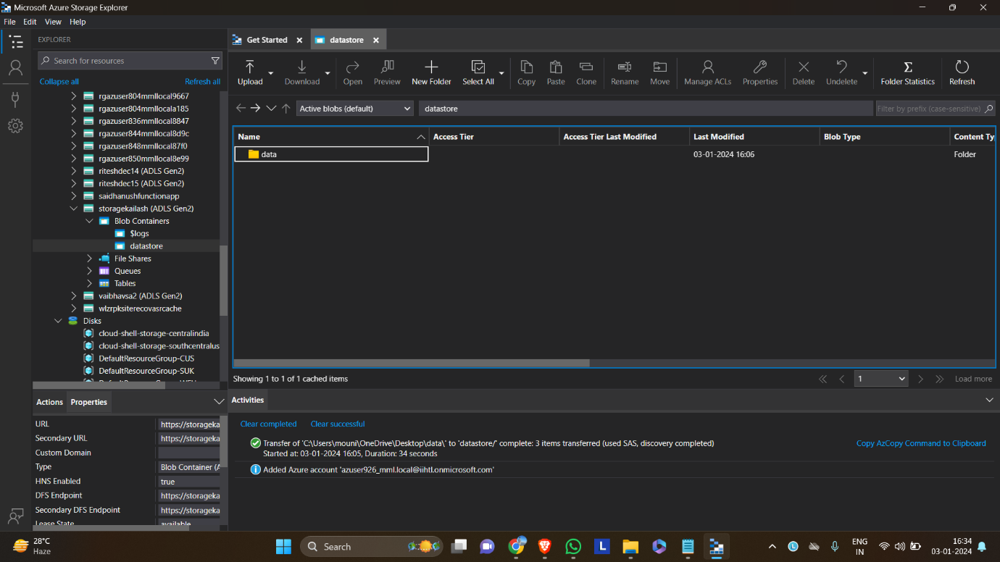 Microsoft Azure Storage Explorer
File Edit View Help
EXPLORER
Search for resources
Collapse all Refresh all
rgazuser804mmllocal9667
rgazuser804mmllocala185
rgazuser836mmllocal8847
rgazuser844mmllocal8d9c
rgazuser848mmllocal87f0
rgazuser850mmllocal8e99
riteshdec14 (ADLS Gen2)
riteshdec15 (ADLS Gen2)
saidhanushfunctionapp
storagekailash (ADLS Gen2)
Blob Containers
$logs
datastore
File Shares
Queues
Tables
vaibhavsa2 (ADLS Gen2)
wlzrpksiterecovasrcache
Disks
cloud-shell-storage-centralindia
cloud-shell-storage-southcentralus
DefaultResourceGroup-CUS
DefaultResourceGroup-SUK
Actions Properties
URL https://storageka
Secondary URL https://storageka
Custom Domain
Type Blob Container (A
HNS Enabled true
DFS Endpoint https://storageka
Secondary DFS Endpoint https://storageka
Lease State available
Get Started datastore
Upload Download Open Preview New Folder Select All Copy Paste Clone Rename Move Manage ACLs Properties Delete Undelete Folder Statistics Refresh
Active blobs (default) datastore Filter by prefix (case-sensitive)
Name Access Tier Access Tier Last Modified Last Modified Blob Type Content Ty
data 03-01-2024 16:06 Folder
Showing 1 to 1 of 1 cached items 1 Load more
Activities
Clear completed Clear successful
Transfer of 'C:\Users\mouni\OneDrive\Desktop\data\' to 'datastore/' complete: 3 items transferred (used SAS, discovery completed) Copy AzCopy Command to Clipboard
Started at: 03-01-2024 16:05, Duration: 34 seconds
Added Azure account 'azuser926_mml.local@iihtl.onmicrosoft.com'
28°C
Haze
Search
L
ENG
IN
16:34
03-01-2024